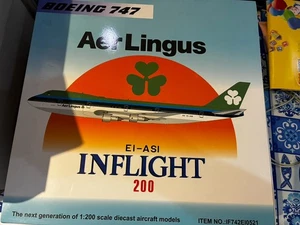 BOEING 747
Aer Lingus
EI-ASI
INFLIGHT
200
The next generation of 1:200 scale diecast aircraft models
ITEM NO.:IF742EI0521